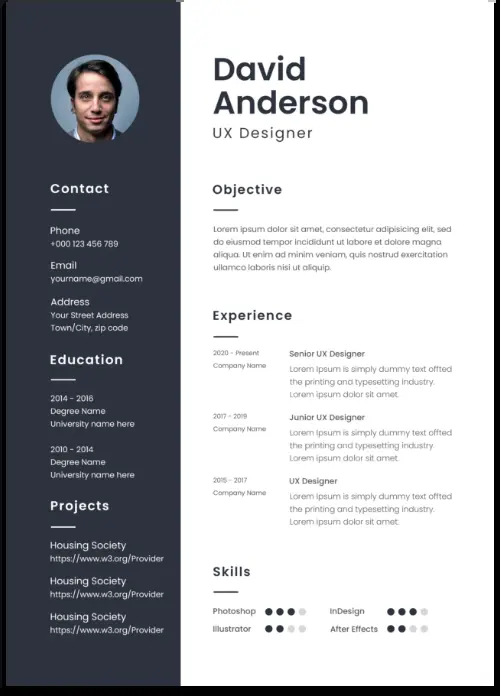 David
Anderson
UX Designer
Contact
Phone
+000 123 456 789
Email
yourname@gmail.com
Address
Your Street Address
Town/City, zip code
Education
2014 - 2016
Degree Name
University name here
2010 - 2014
Degree Name
University name here
Projects
Housing Society
https://www.w3.org/Provider
Housing Society
https://www.w3.org/Provider
Housing Society
https://www.w3.org/Provider
Objective
Lorem ipsum dolor sit amet, consectetur adipisicing elit, sed
do eiusmod tempor incididunt ut labore et dolore magna
aliqua. Ut enim ad minim veniam, quis nostrud exercitation
ullamco laboris nisi ut aliquip.
Experience
2020 - Present
Company Name
Senior UX Designer
Lorem Ipsum is simply dummy text offted
the printing and typesetting industry.
Lorem ipsum dolor sit amet.
2017 - 2019
Company Name
Junior UX Designer
Lorem Ipsum is simply dummy text offted
the printing and typesetting industry.
Lorem ipsum dolor sit amet.
2015 - 2017
Company Name
UX Designer
Lorem Ipsum is simply dummy text offted
the printing and typesetting industry.
Lorem ipsum dolor sit amet.
Skills
Photoshop
InDesign
Illustrator
After Effects